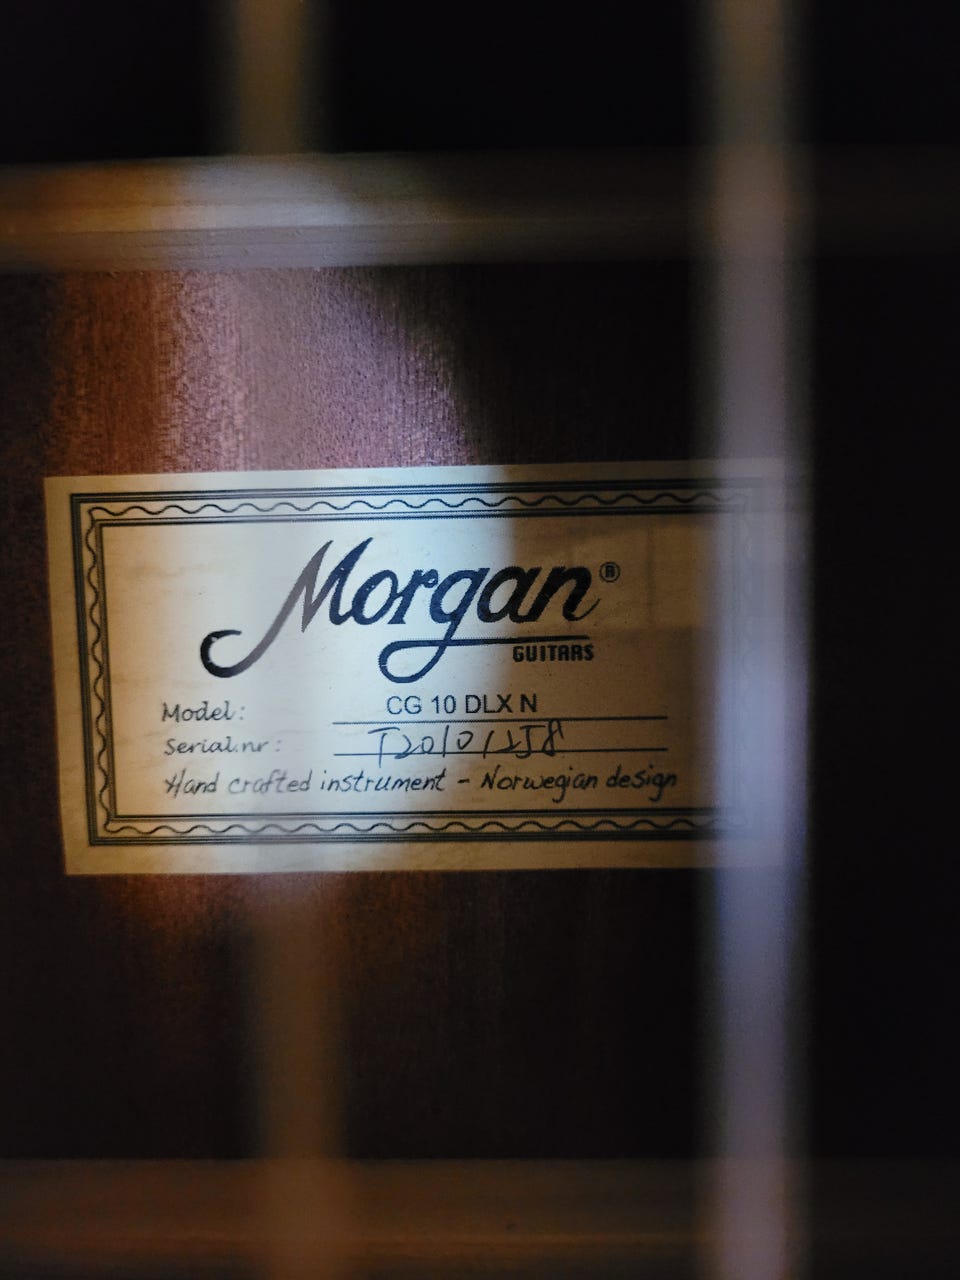 Morgan®
GUITARS
Model: CG 10 DLX N
Serial.nr:
Hand crafted instrument - Norwegian design